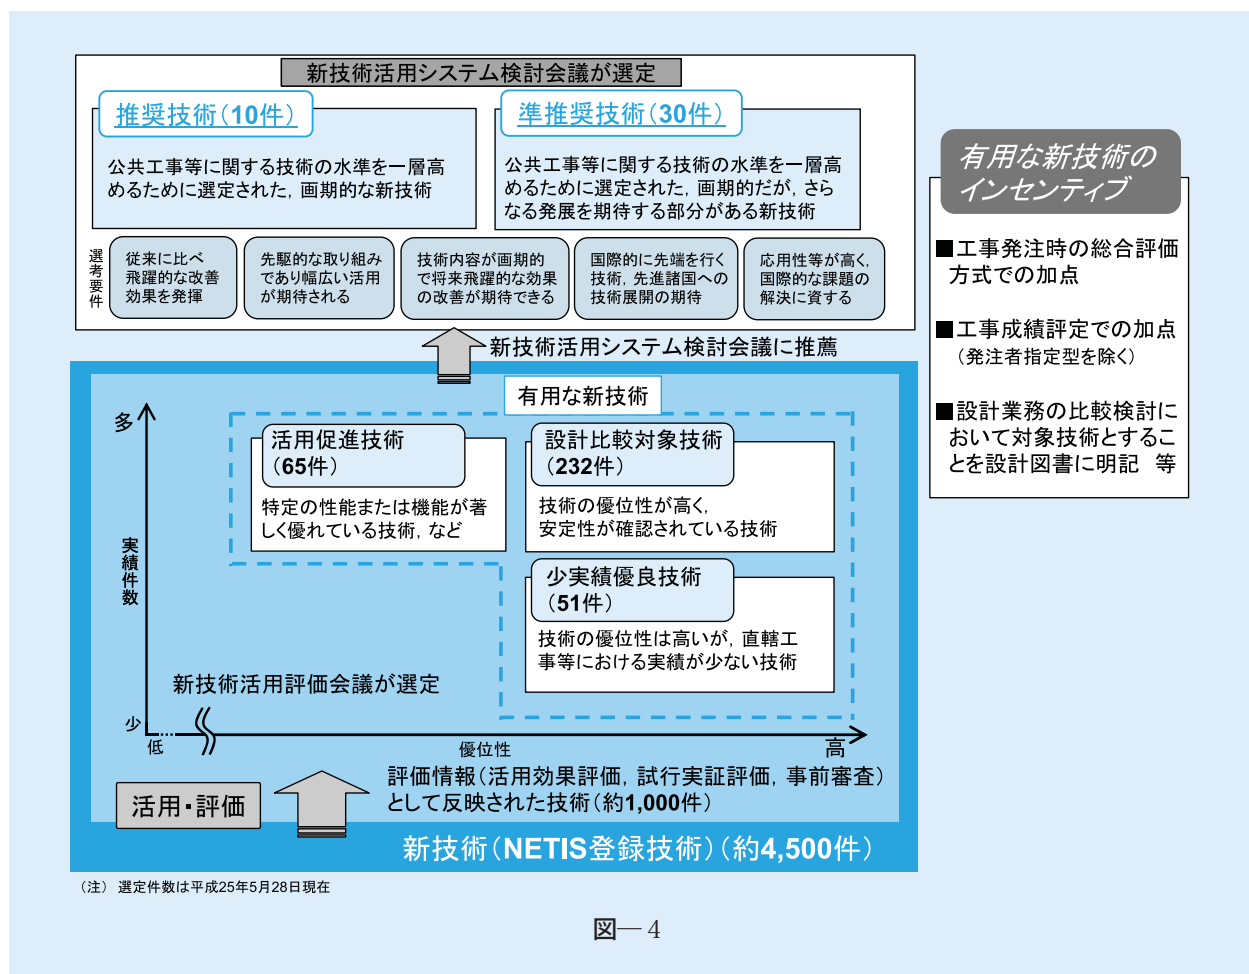 新技術活用システム検討会議が選定
推奨技術（10件）
公共工事等に関する技術の水準を一層高
めるために選定された，画期的な新技術
準推奨技術（30件）
公共工事等に関する技術の水準を一層高
めるために選定された，画期的だが，さら
なる発展を期待する部分がある新技術
選考要件
従来に比べ
飛躍的な改善
効果を発揮
先駆的な取り組み
であり幅広い活用
が期待される
技術内容が画期的
で将来飛躍的な効果
の改善が期待できる
国際的に先端を行く
技術，先進諸国への
技術展開の期待
応用性等が高く，
国際的な課題の
解決に資する
新技術活用システム検討会議に推薦
有用な新技術
多
活用促進技術
（65件）
特定の性能または機能が著
しく優れている技術，など
設計比較対象技術
（232件）
技術の優位性が高く，
安定性が確認されている技術
実績件数
少実績優良技術
（51件）
技術の優位性は高いが，直轄工
事等における実績が少ない技術
新技術活用評価会議が選定
少
低
優位性
高
活用・評価
評価情報（活用効果評価，試行実証評価，事前審査）
として反映された技術（約1,000件）
新技術（NETIS登録技術）（約4,500件）
有用な新技術の
インセンティブ
■工事発注時の総合評価
方式での加点
■工事成績評定での加点
（発注者指定型を除く）
■設計業務の比較検討に
おいて対象技術とするこ
とを設計図書に明記　等
（注）　選定件数は平成25年5月28日現在
図―4